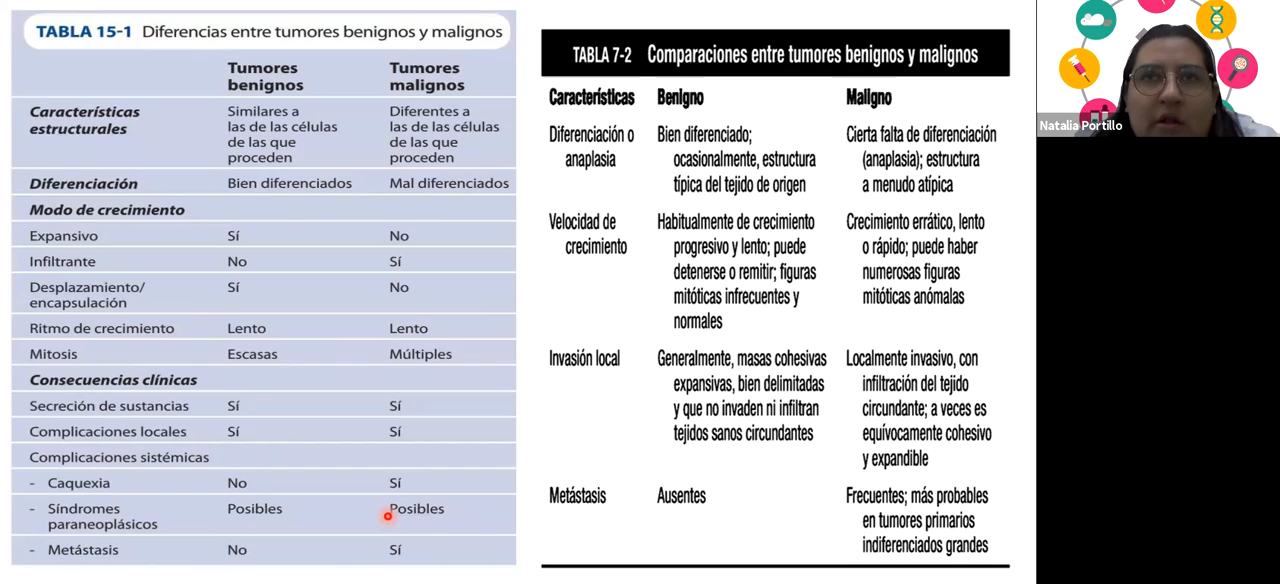 TABLA 15-1 Diferencias entre tumores benignos y malignos
Tumores benignos Tumores malignos
Características estructurales Similares a las de las células de las que proceden Diferentes a las de las células de las que proceden
Diferenciación Bien diferenciados Mal diferenciados
Modo de crecimiento
Expansivo Sí No
Infiltrante No Sí
Desplazamiento/ encapsulación Sí No
Ritmo de crecimiento Lento Lento
Mitosis Escasas Múltiples
Consecuencias clínicas
Secreción de sustancias Sí Sí
Complicaciones locales Sí Sí
Complicaciones sistémicas
- Caquexia No Sí
- Síndromes paraneoplásicos Posibles Posibles
- Metástasis No Sí
TABLA 7-2 Comparaciones entre tumores benignos y malignos
Características Benigno Maligno
Diferenciación o anaplasia Bien diferenciado; ocasionalmente, estructura típica del tejido de origen Cierta falta de diferenciación (anaplasia); estructura a menudo atípica
Velocidad de crecimiento Habitualmente de crecimiento progresivo y lento; puede detenerse o remitir; figuras mitóticas infrecuentes y normales Crecimiento errático, lento o rápido; puede haber numerosas figuras mitóticas anómalas
Invasión local Generalmente, masas cohesivas expansivas, bien delimitadas y que no invaden ni infiltran tejidos sanos circundantes Localmente invasivo, con infiltración del tejido circundante; a veces es equívocamente cohesivo y expandible
Metástasis Ausentes Frecuentes; más probables en tumores primarios indiferenciados grandes
Natalia Portillo